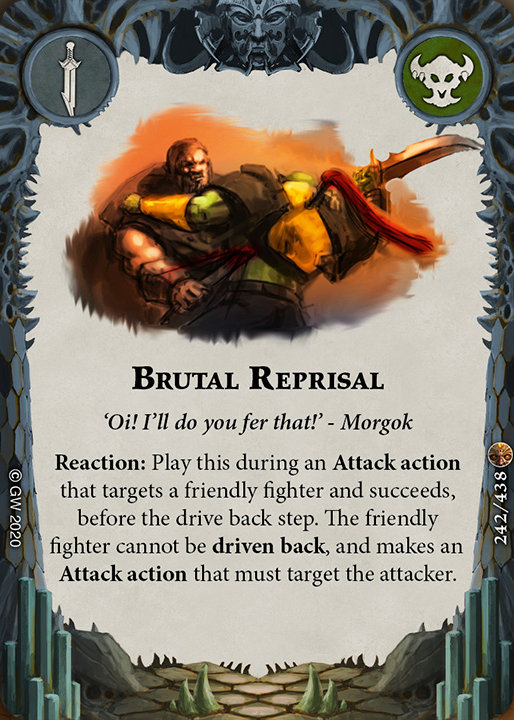 Brutal Reprisal
‘Oi! I’ll do you fer that!’ - Morgok
Reaction: Play this during an Attack action
that targets a friendly fighter and succeeds,
before the drive back step. The friendly
fighter cannot be driven back, and makes an
Attack action that must target the attacker.
© GW 2020
242/438